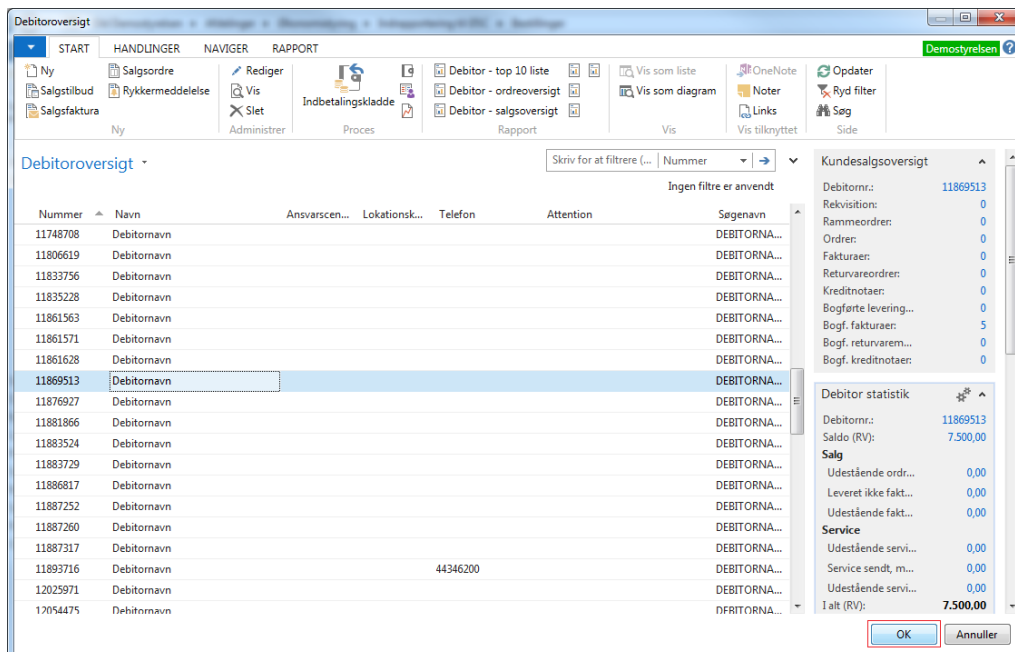 Debitoroversigt
START HANDLINGER NAVIGER RAPPORT Demostyrelsen
Ny Salgsordre Rediger Debitor - top 10 liste Vis som liste OneNote Opdater
Salgstilbud Rykkermeddelelse Vis Indbetalingskladde Debitor - ordreoversigt Vis som diagram Noter Ryd filter
Salgsfaktura Slet Debitor - salgsoversigt Links Søg
Ny Administrer Proces Rapport Vis Vis tilknyttet Side
Debitoroversigt
Skriv for at filtrere (... Nummer
Ingen filtre er anvendt
Nummer Navn Ansvarscen... Lokationsk... Telefon Attention Søgenavn
11748708 Debitornavn DEBITORNA...
11806619 Debitornavn DEBITORNA...
11833756 Debitornavn DEBITORNA...
11835228 Debitornavn DEBITORNA...
11861563 Debitornavn DEBITORNA...
11861571 Debitornavn DEBITORNA...
11861628 Debitornavn DEBITORNA...
11869513 Debitornavn DEBITORNA...
11876927 Debitornavn DEBITORNA...
11881866 Debitornavn DEBITORNA...
11883524 Debitornavn DEBITORNA...
11883729 Debitornavn DEBITORNA...
11886817 Debitornavn DEBITORNA...
11887252 Debitornavn DEBITORNA...
11887260 Debitornavn DEBITORNA...
11887317 Debitornavn DEBITORNA...
11893716 Debitornavn 44346200 DEBITORNA...
12025971 Debitornavn DEBITORNA...
12054475 Debitornavn DEBITORNA...
Kundesalgsoversigt
Debitornr.: 11869513
Rekvisition: 0
Rammeordrer: 0
Ordrer: 0
Fakturaer: 0
Returvareordrer: 0
Kreditnotaer: 0
Bogførte levering... 0
Bogf. fakturaer: 5
Bogf. returvarem... 0
Bogf. kreditnotaer: 0
Debitor statistik
Debitornr.: 11869513
Saldo (RV): 7.500,00
Salg
Udestående ordr... 0,00
Leveret ikke fakt... 0,00
Udestående fakt... 0,00
Service
Udestående servi... 0,00
Service sendt, m... 0,00
Udestående servi... 0,00
I alt (RV): 7.500,00
OK Annuller